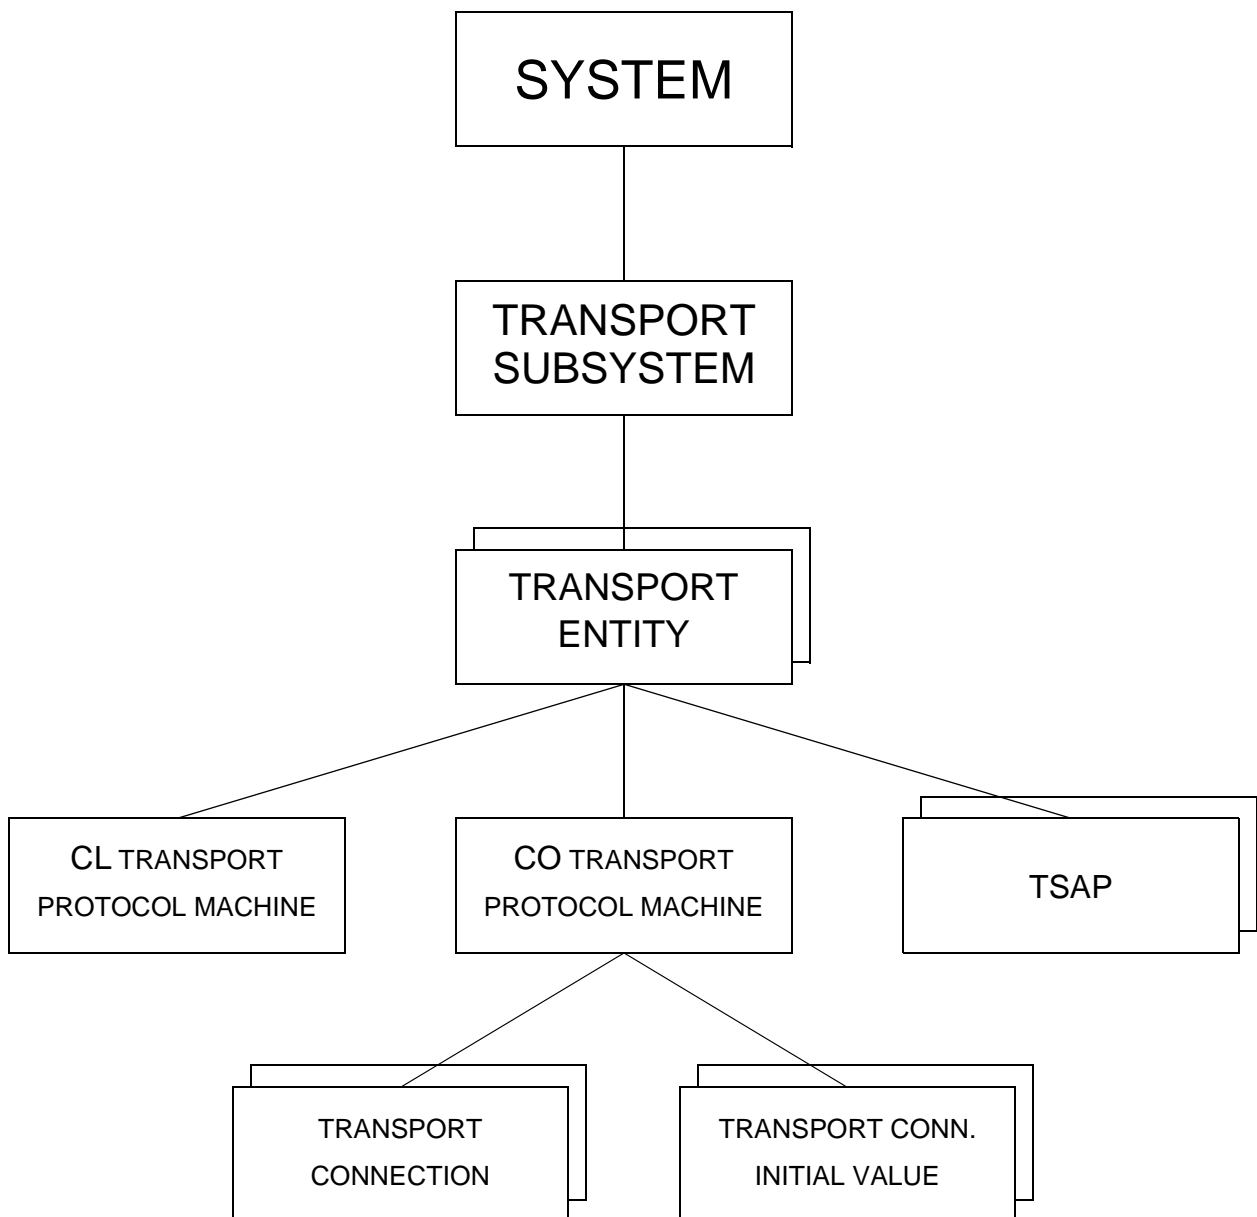 SYSTEM
TRANSPORT
SUBSYSTEM
TRANSPORT
ENTITY
CL TRANSPORT
PROTOCOL MACHINE
CO TRANSPORT
PROTOCOL MACHINE
TSAP
TRANSPORT
CONNECTION
TRANSPORT CONN.
INITIAL VALUE